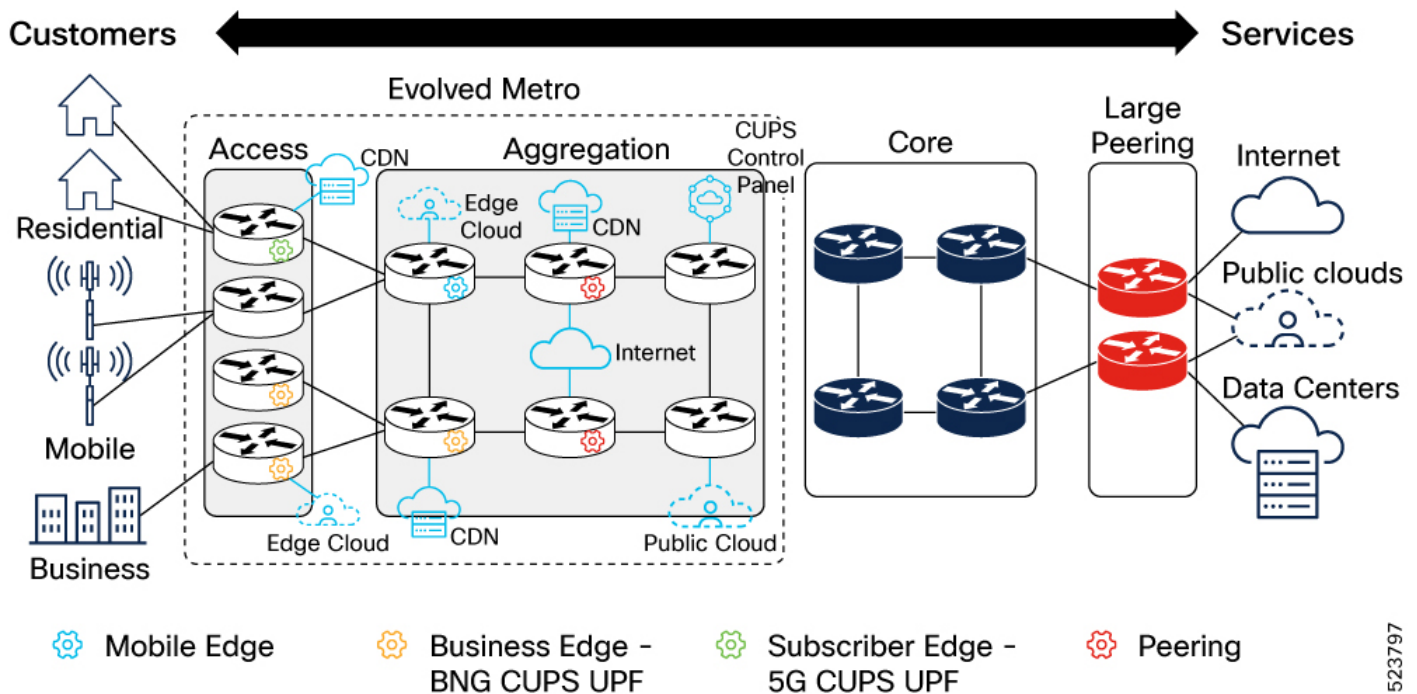 Customers
Services
Evolved Metro
Access
CDN
Aggregation
CUPS
Control
Panel
Core
Large
Peering
Internet
Edge
Cloud
CDN
Residential
Public clouds
Internet
Data Centers
Mobile
Edge Cloud
CDN
Public Cloud
Business
Mobile Edge
Business Edge -
BNG CUPS UPF
Subscriber Edge -
5G CUPS UPF
Peering
523797